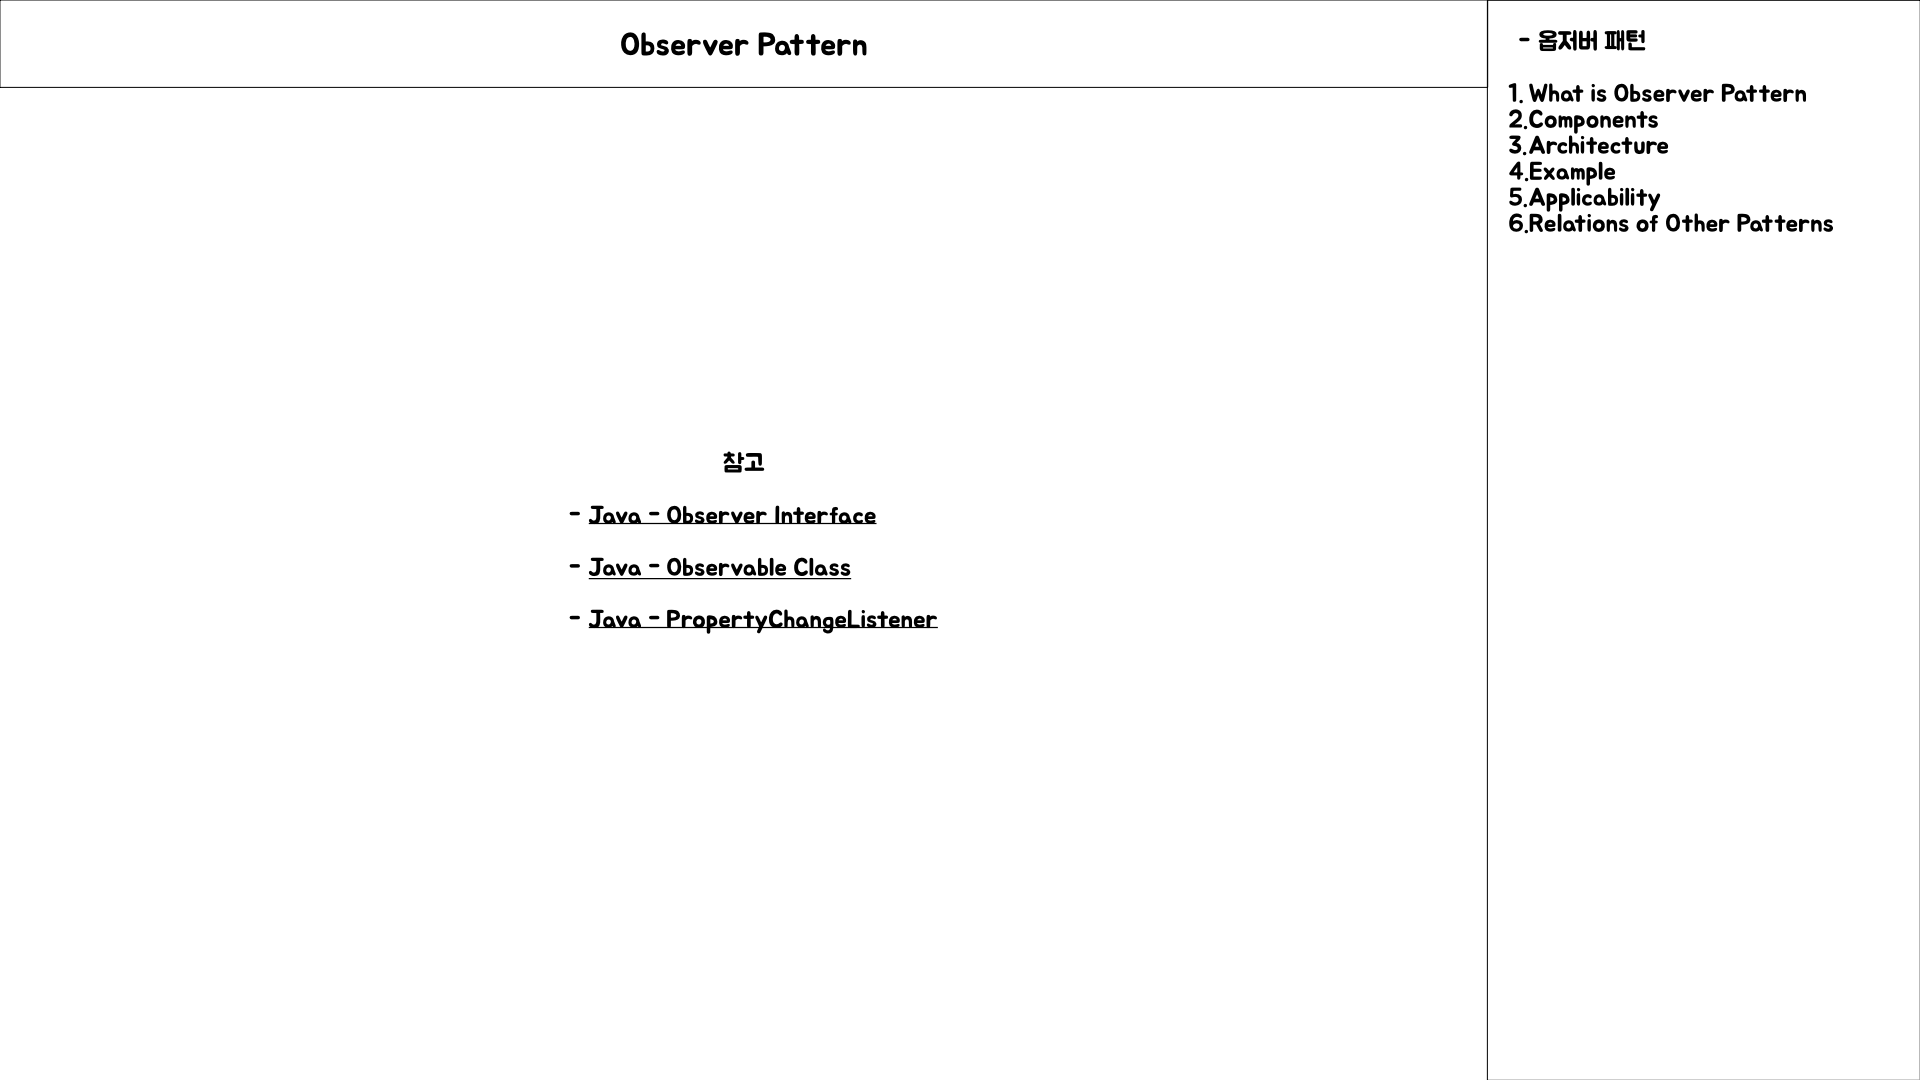 Observer Pattern
참고
- Java - Observer Interface
- Java - Observable Class
- Java - PropertyChangeListener
- 옵저버 패턴
1. What is Observer Pattern
2.Components
3.Architecture
4.Example
5.Applicability
6.Relations of Other Patterns